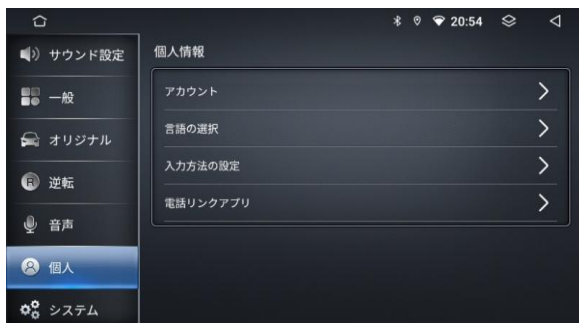 20:54
サウンド設定
一般
オリジナル
R
逆転
音声
個人
システム
個人情報
アカウント
言語の選択
入力方法の設定
電話リンクアプリ